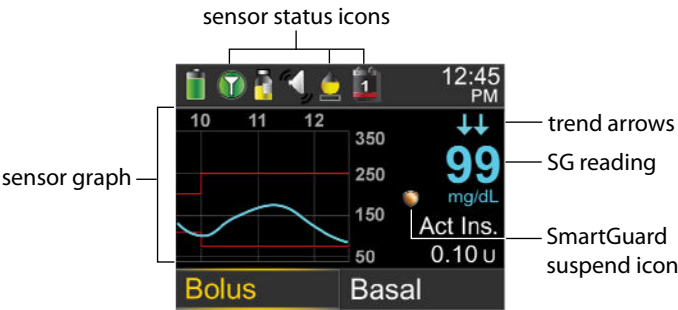 sensor status icons
1
12:45
PM
10 11 12
350
250
150
50
99
mg/dL
Act Ins.
0.10 U
Bolus
Basal
sensor graph
trend arrows
SG reading
SmartGuard
suspend icon